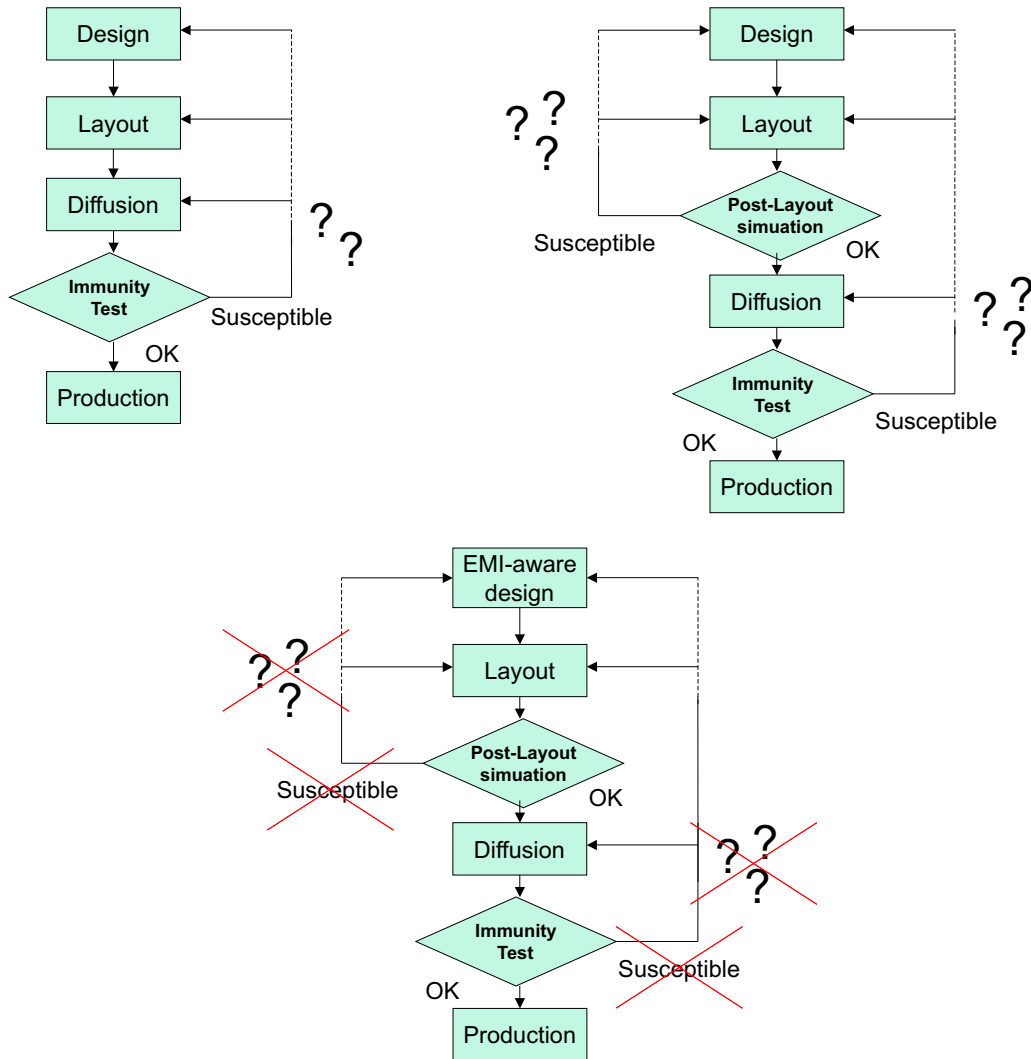 Design
Layout
Diffusion
? ?
Immunity
Test
Susceptible
OK
Production
Design
? ?
?
Layout
Post-Layout
simuation
Susceptible
OK
Diffusion
? ?
?
Immunity
Test
Susceptible
OK
Production
EMI-aware
design
? ?
?
Layout
Post-Layout
simuation
Susceptible
OK
Diffusion
? ?
?
Immunity
Test
Susceptible
OK
Production